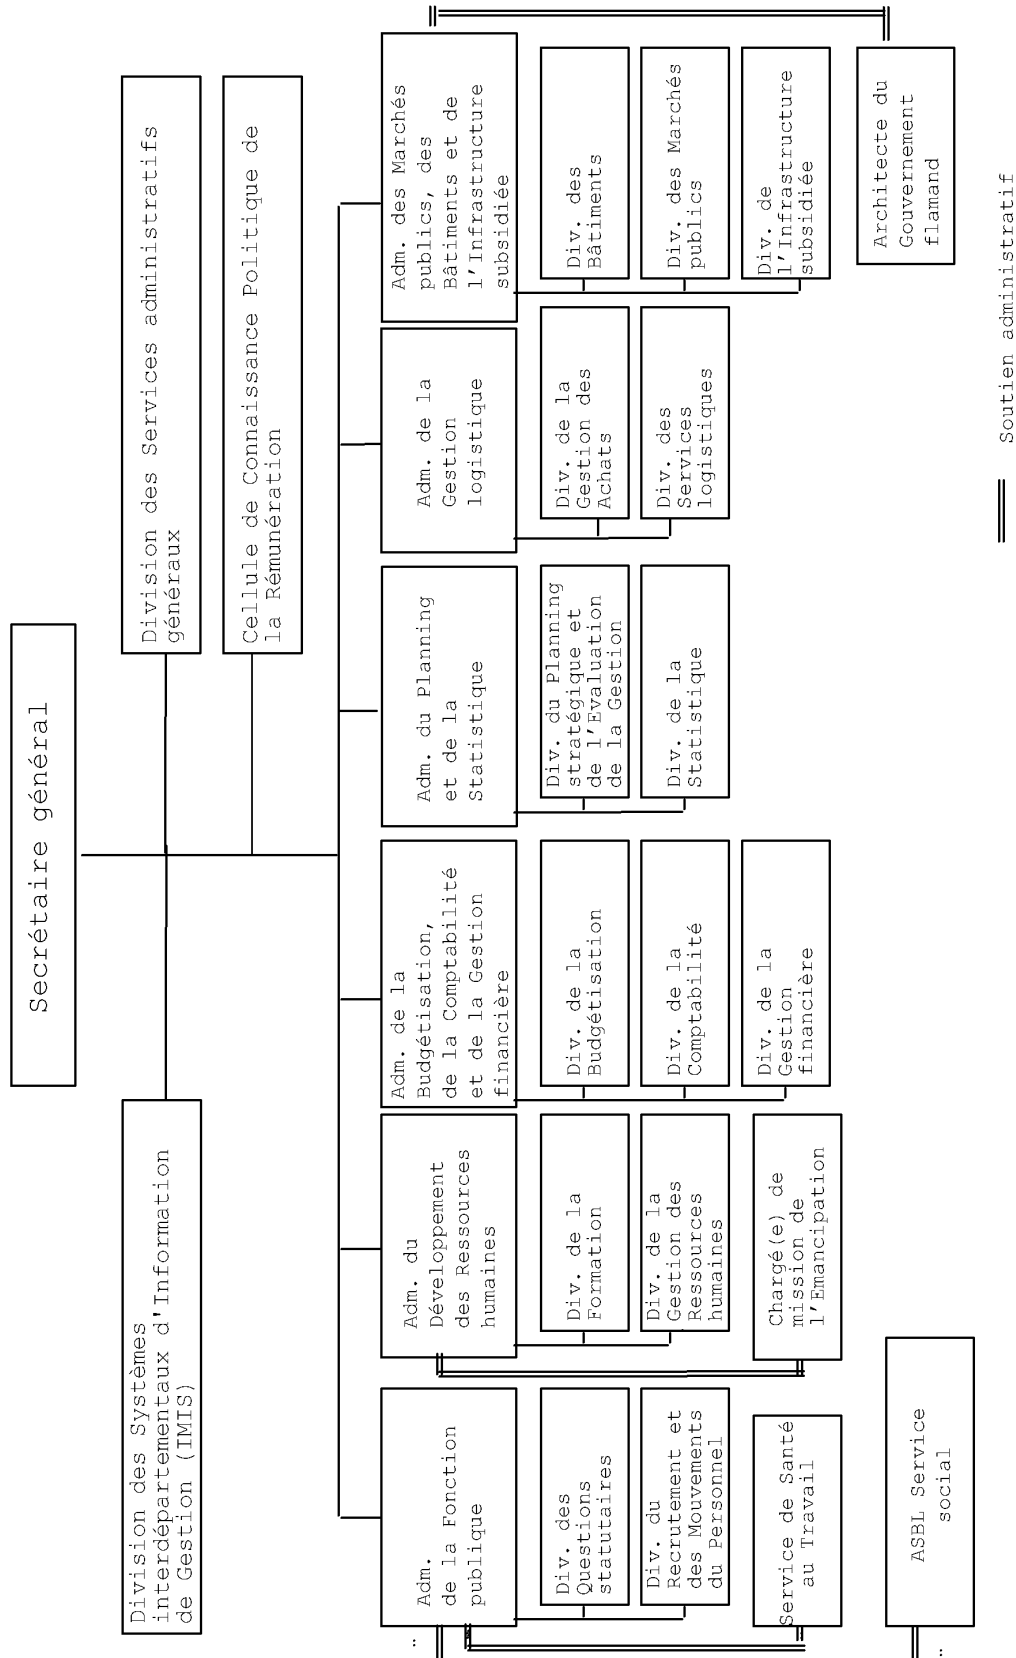 Secrétaire général
Division des Systèmes
interdépartementaux d'Information
de Gestion (IMIS)
Division des Services administratifs
généraux
Cellule de Connaissance Politique de
la Rémunération
Adm.
de la Fonction
publique
Adm. du
Développement
des Ressources
humaines
Adm. de la
Budgétisation,
de la Comptabilité
et de la Gestion
financière
Adm. du Planning
et de la
Statistique
Adm. de la
Gestion
logistique
Adm. des Marchés
publics, des
Bâtiments et de
l'Infrastructure
subsidiée
Div. des
Questions
statutaires
Div. du
Recrutement et
des Mouvements
du Personnel
Service de Santé
au Travail
ASBL Service
social
Div. de la
Formation
Div. de la
Gestion des
Ressources
humaines
Chargé(e) de
mission de
l'Emancipation
Div. de la
Budgétisation
Div. de la
Comptabilité
Div. de la
Gestion
financière
Div. du Planning
stratégique et
de l'Evaluation
de la Gestion
Div. de la
Statistique
Div. de la
Gestion des
Achats
Div. des
Services
logistiques
Div. des
Bâtiments
Div. des Marchés
publics
Div. de
l'Infrastructure
subsidiée
Architecte du
Gouvernement
flamand
Soutien administratif